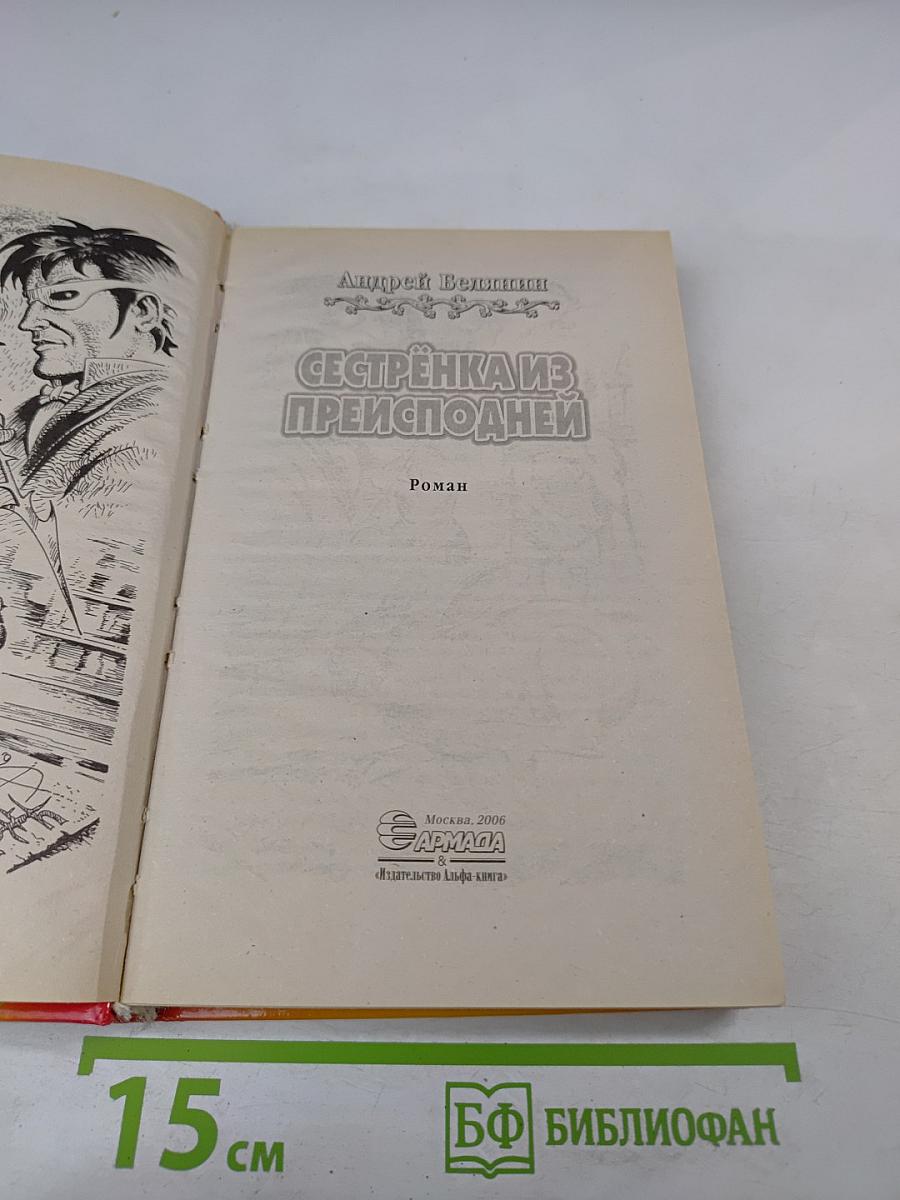 Андрей Белянин
СЕСТРЁНКА ИЗ
ПРЕИСПОДНЕЙ
Роман
Москва, 2006
АРМАДА
&
«Издательство Альфа-книга»
15 см
БФ БИБЛИОФАН